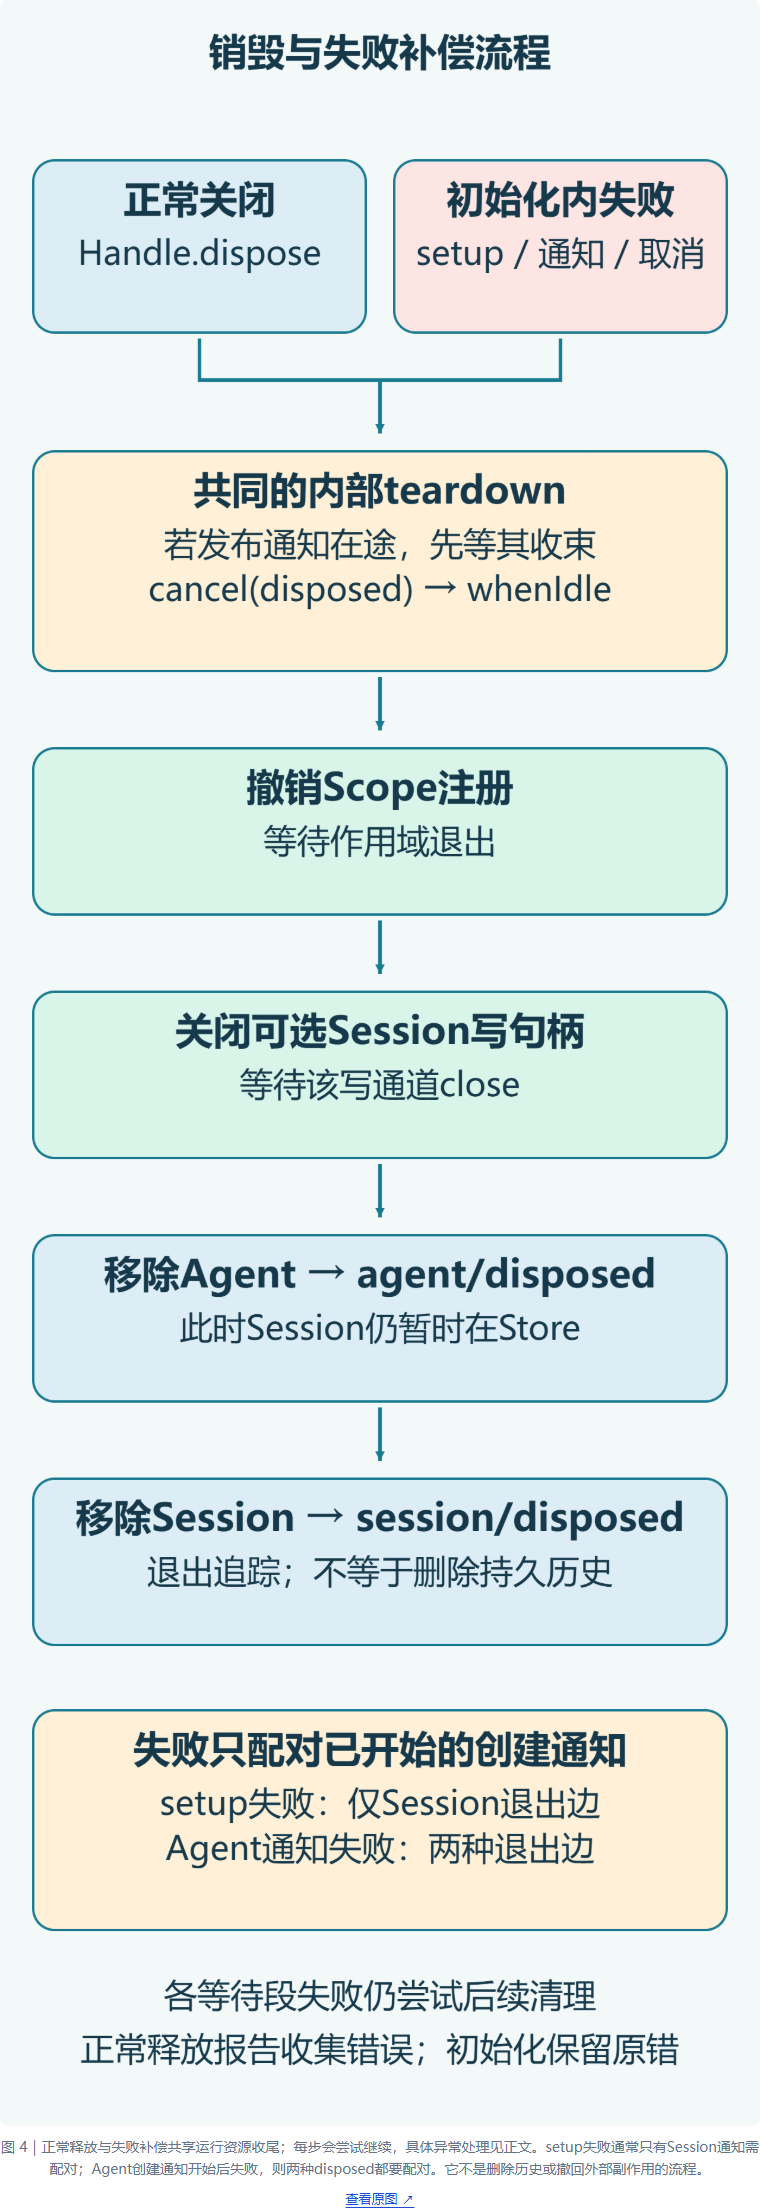 销毁与失败补偿流程
正常关闭
Handle.dispose
初始化内失败
setup / 通知 / 取消
共同的内部teardown
若发布通知在途，先等其收束
cancel(disposed) → whenIdle
撤销Scope注册
等待作用域退出
关闭可选Session写句柄
等待该写通道close
移除Agent → agent/disposed
此时Session仍暂时在Store
移除Session → session/disposed
退出追踪；不等于删除持久历史
失败只配对已开始的创建通知
setup失败：仅Session退出边
Agent通知失败：两种退出边
各等待段失败仍尝试后续清理
正常释放报告收集错误；初始化保留原错
图 4｜正常释放与失败补偿共享运行资源收尾；每步会尝试继续，具体异常处理见正文。setup失败通常只有Session通知需
配对；Agent创建通知开始后失败，则两种disposed都要配对。它不是删除历史或撤回外部副作用的流程。
查看原图 ↗